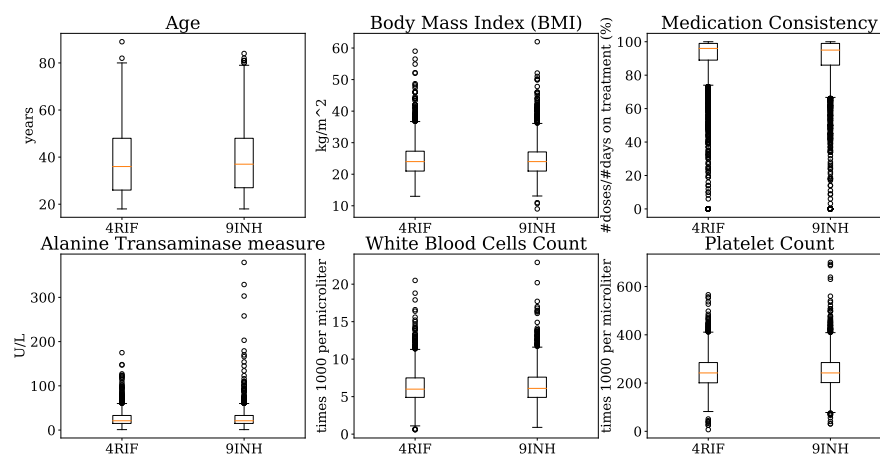 Age
years
80
60
40
20
4RIF
9INH
Body Mass Index (BMI)
kg/m^2
60
50
40
30
20
10
4RIF
9INH
Medication Consistency
#doses/#days on treatment (%)
100
80
60
40
20
0
4RIF
9INH
Alanine Transaminase measure
U/L
300
200
100
0
4RIF
9INH
White Blood Cells Count
times 1000 per microliter
20
15
10
5
0
4RIF
9INH
Platelet Count
times 1000 per microliter
600
400
200
0
4RIF
9INH